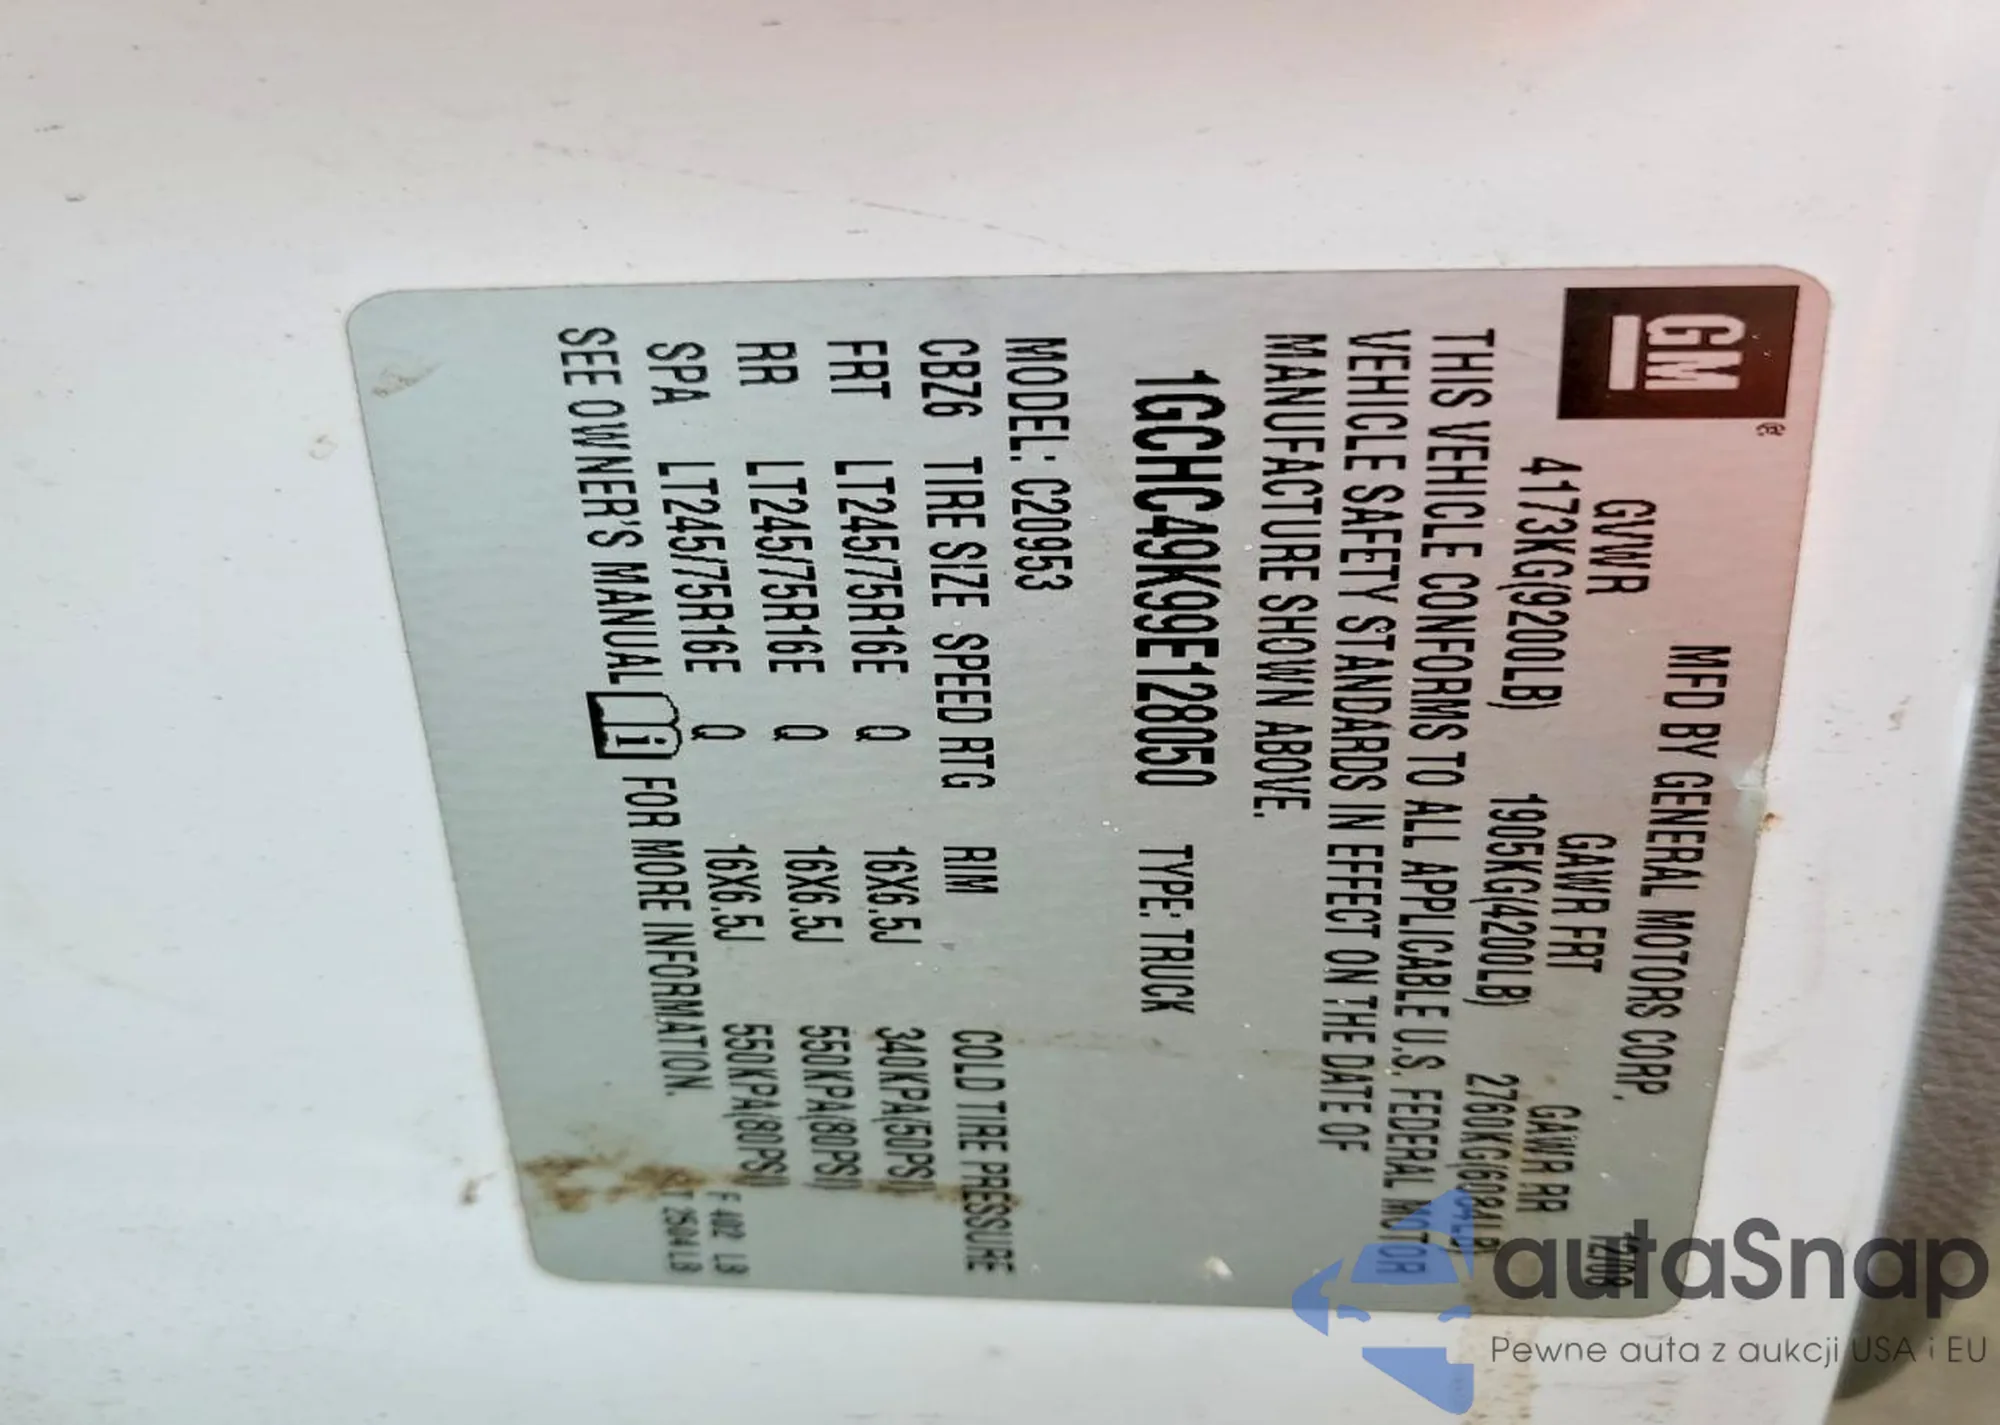 GM
MFD BY GENERAL MOTORS CORP. 12/08
GVWR GAWR FRT GAWR RR
4173KG(9200LB) 1905KG(4200LB) 2760KG(6084LB)
THIS VEHICLE CONFORMS TO ALL APPLICABLE U.S. FEDERAL MOTOR
VEHICLE SAFETY STANDARDS IN EFFECT ON THE DATE OF
MANUFACTURE SHOWN ABOVE.
1GCHC49K99E128050 TYPE: TRUCK
MODEL: C20953
CBZ6 TIRE SIZE SPEED RTG RIM COLD TIRE PRESSURE
FRT LT245/75R16E Q 16X6.5J 340KPA(50PSI)
RR LT245/75R16E Q 16X6.5J 550KPA(80PSI)
SPA LT245/75R16E Q 16X6.5J 550KPA(80PSI)
SEE OWNER'S MANUAL i FOR MORE INFORMATION.
F 402 LB
T 2504 LB
autaSnap
Pewne auta z aukcji USA i EU